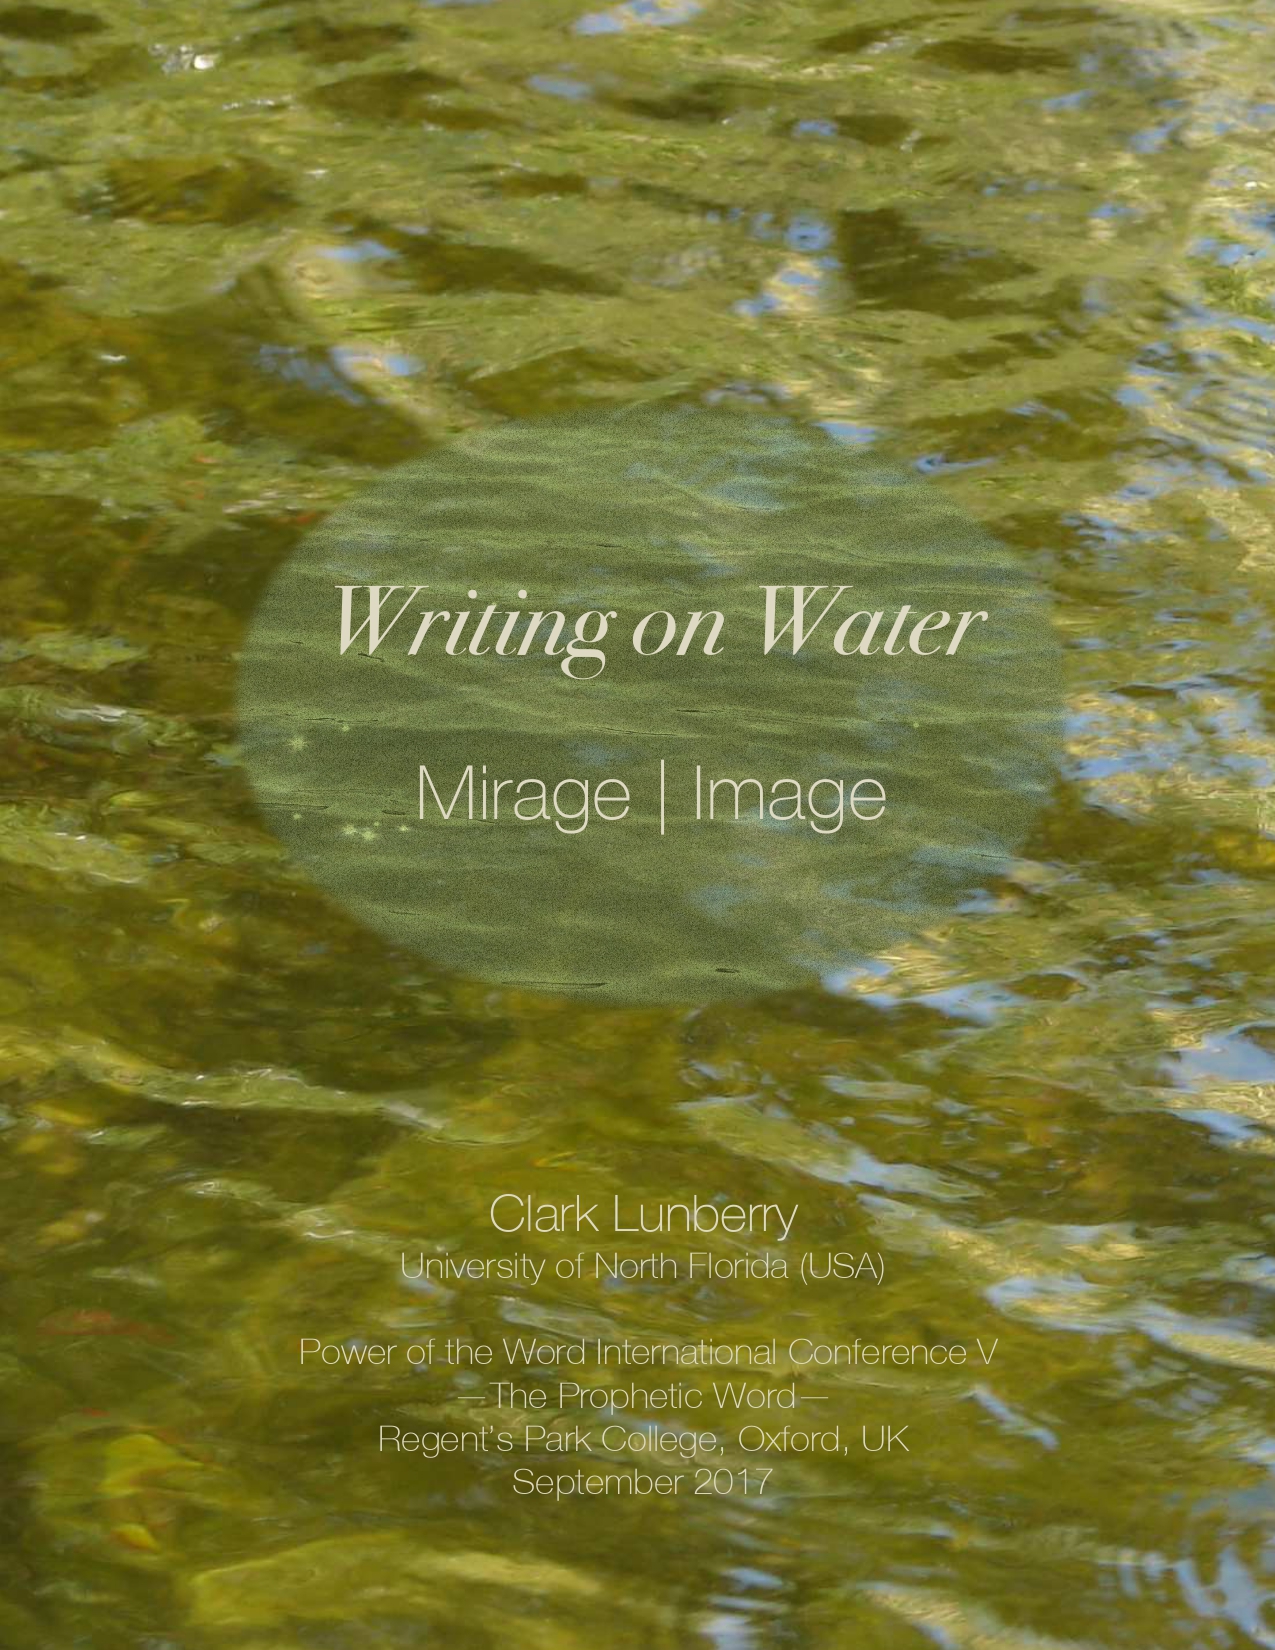 Writing on Water
Mirage | Image
Clark Lunberry
University of North Florida (USA)
Power of the Word International Conference V
—The Prophetic Word—
Regent’s Park College, Oxford, UK
September 2017